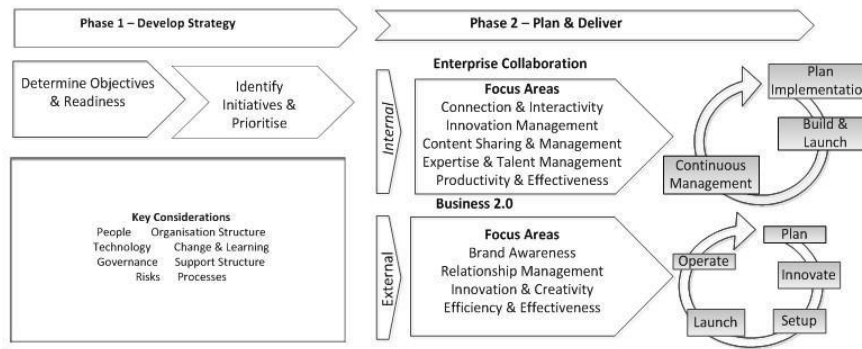 Phase 1 – Develop Strategy
Phase 2 – Plan & Deliver
Determine Objectives
& Readiness
Identify
Initiatives &
Prioritise
Key Considerations
People Organisation Structure
Technology Change & Learning
Governance Support Structure
Risks Processes
Enterprise Collaboration
Internal
Focus Areas
Connection & Interactivity
Innovation Management
Content Sharing & Management
Expertise & Talent Management
Productivity & Effectiveness
Plan
Implementation
Build &
Launch
Continuous
Management
Business 2.0
External
Focus Areas
Brand Awareness
Relationship Management
Innovation & Creativity
Efficiency & Effectiveness
Plan
Innovate
Setup
Launch
Operate